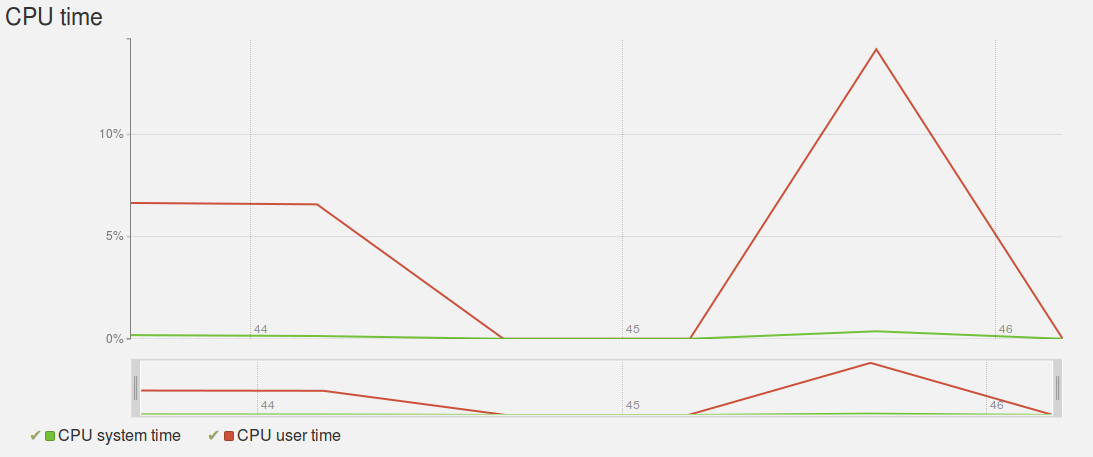 CPU time
10%
5%
0%
44 45 46
44 45 46
✔ CPU system time ✔ CPU user time